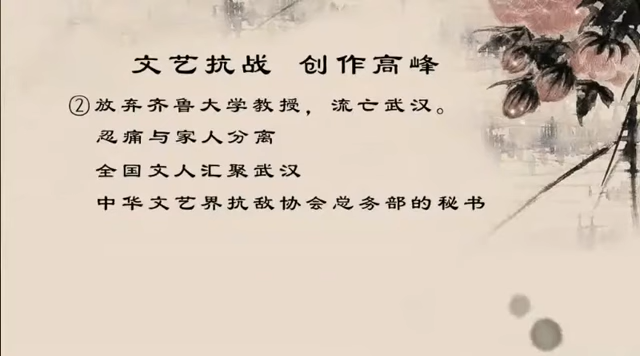 文艺抗战 创作高峰
②放弃齐鲁大学教授，流亡武汉。
忍痛与家人分离
全国文人汇聚武汉
中华文艺界抗敌协会总务部的秘书